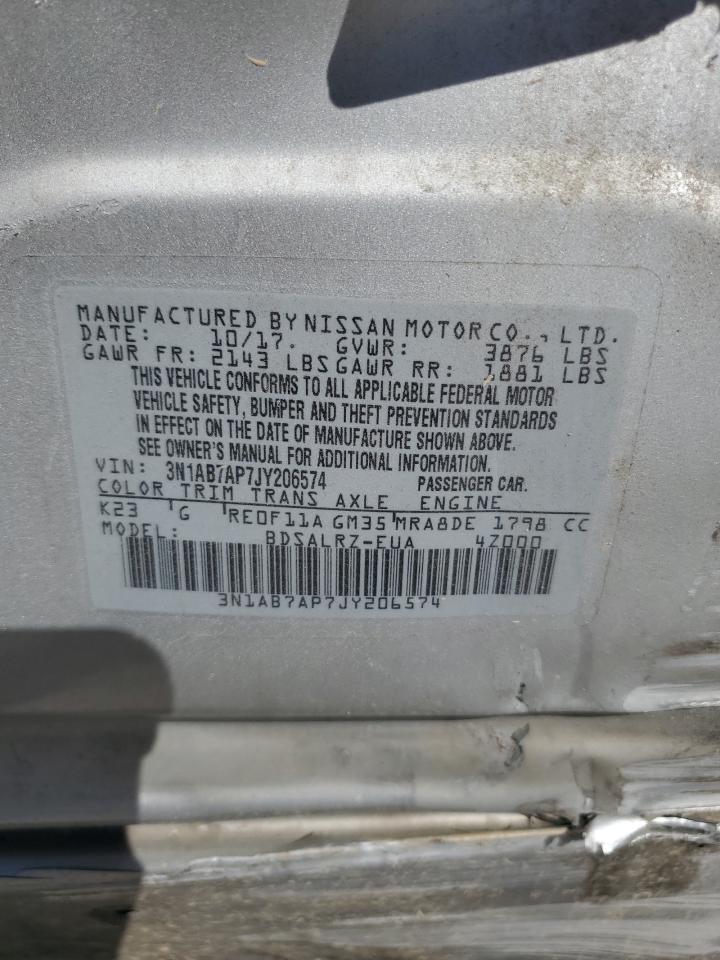 MANUFACTURED BY NISSAN MOTOR CO., LTD.
DATE: 10/17. GVWR: 3876 LBS
GAWR FR: 2143 LBS GAWR RR: 1881 LBS
THIS VEHICLE CONFORMS TO ALL APPLICABLE FEDERAL MOTOR
VEHICLE SAFETY, BUMPER AND THEFT PREVENTION STANDARDS
IN EFFECT ON THE DATE OF MANUFACTURE SHOWN ABOVE.
SEE OWNER'S MANUAL FOR ADDITIONAL INFORMATION.
VIN: 3N1AB7AP7JY206574 PASSENGER CAR.
COLOR TRIM TRANS AXLE ENGINE
K23 G RE0F11A GM35 MRA8DE 1798 CC
MODEL: BDSALRZ-EUA 4Z000
3N1AB7AP7JY206574